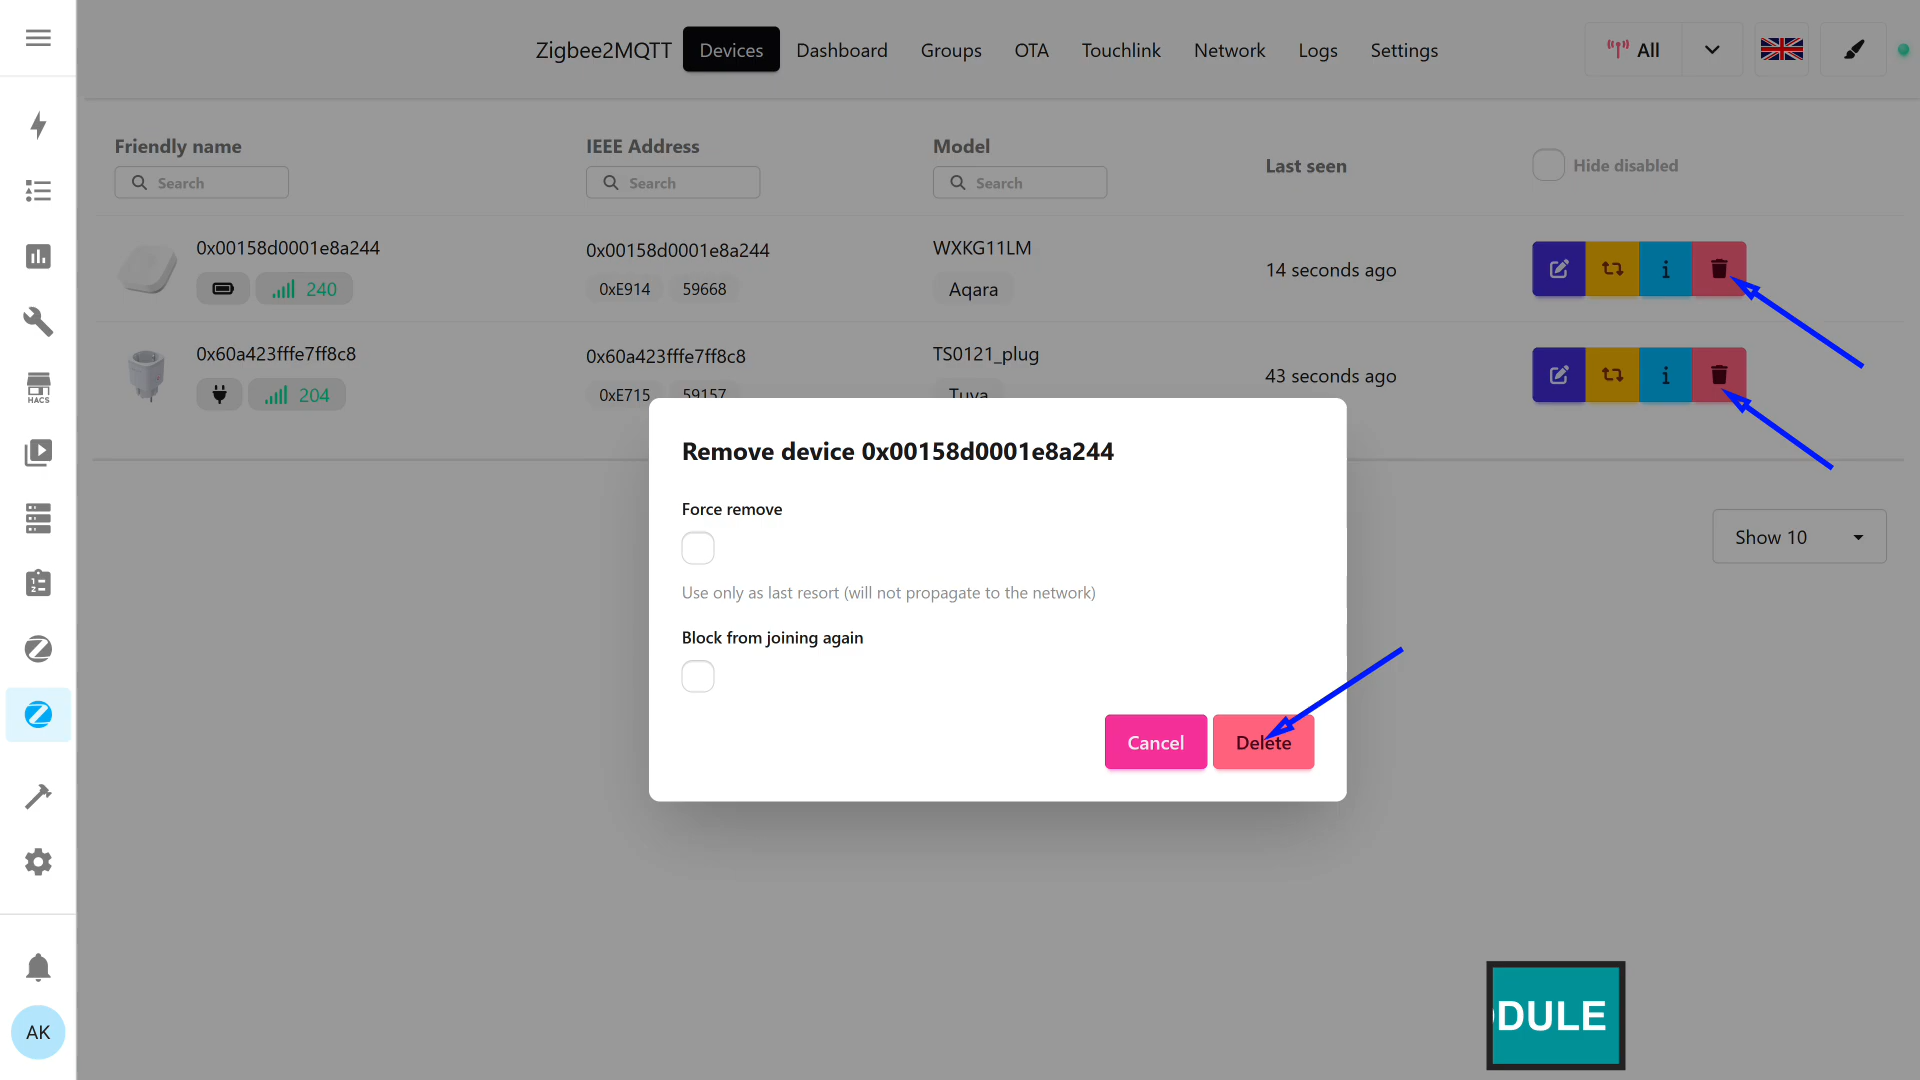 Zigbee2MQTT Devices Dashboard Groups OTA Touchlink Network Logs Settings All
Friendly name IEEE Address Model Last seen Hide disabled
Search Search Search
0x00158d0001e8a244 0x00158d0001e8a244 WXKG11LM 14 seconds ago
240 0xE914 59668 Aqara
0x60a423fffe7ff8c8 0x60a423fffe7ff8c8 TS0121_plug 43 seconds ago
204 0xE715 59157 Tuya
HACS
Remove device 0x00158d0001e8a244
Force remove
Use only as last resort (will not propagate to the network)
Block from joining again
Cancel Delete
Show 10
AK
DULE